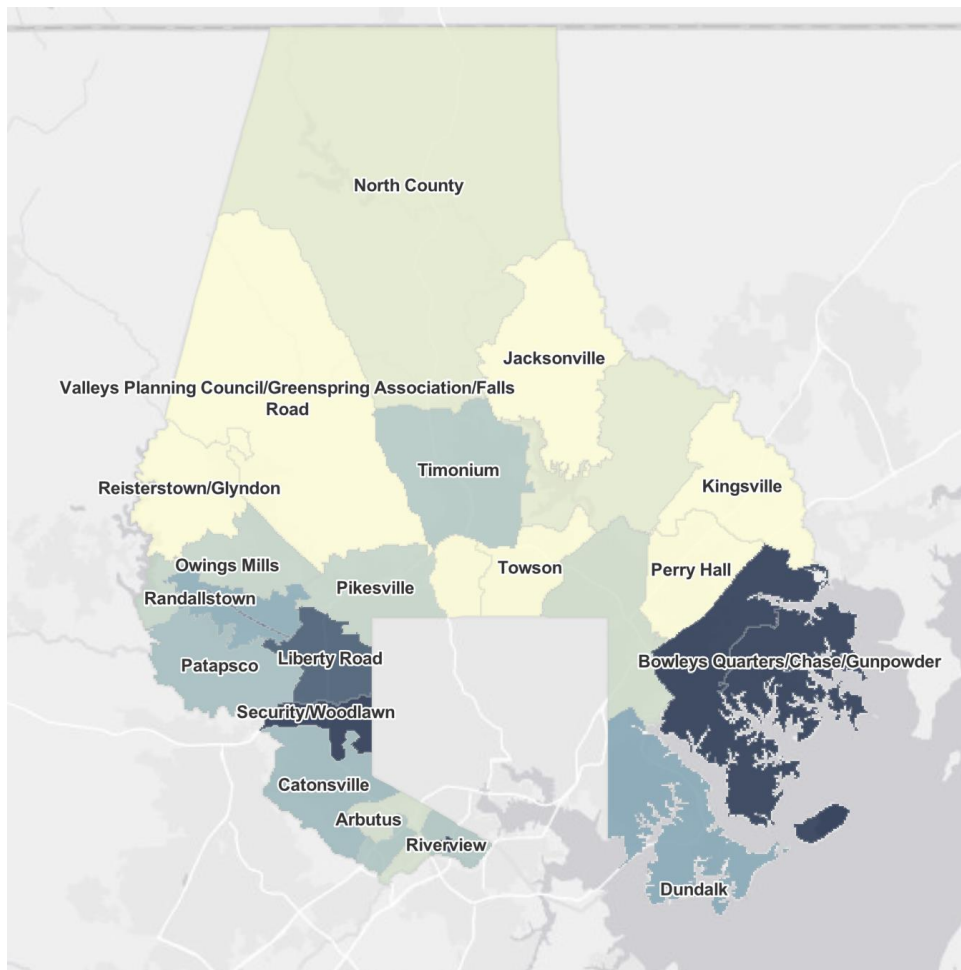 North County
Jacksonville
Valleys Planning Council/Greenspring Association/Falls
Road
Timonium
Reisterstown/Glyndon
Kingsville
Owings Mills
Pikesville
Towson
Perry Hall
Randallstown
Patapsco
Liberty Road
Bowleys Quarters/Chase/Gunpowder
Security/Woodlawn
Catonsville
Arbutus
Riverview
Dundalk